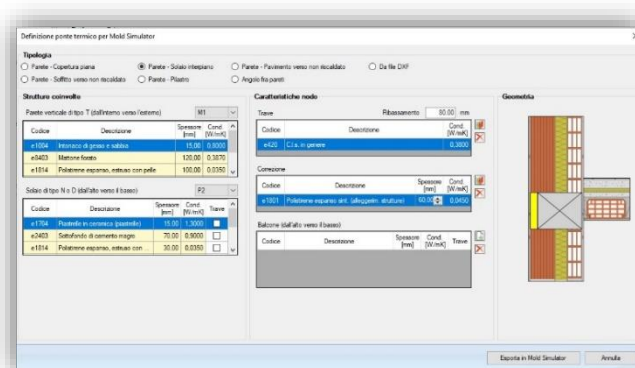 Definizione ponte termico per Mold Simulator
Tipologia
Parete - Copertura piana
Parete - Solaio interpiano
Parete - Pavimento verso non riscaldato
Da file DXF
Parete - Soffitto verso non riscaldato
Parete - Pilastro
Angolo fra pareti
Strutture coinvolte
Parete verticale di tipo T (dall'interno verso l'esterno)
M1
Codice Descrizione Spessore [mm] Cond. [W/mK]
e1004 Intonaco di gesso e sabbia 15,00 0,8000
e8403 Mattone forato 120,00 0,3870
e1814 Polistirene espanso, estruso con pelle 100,00 0,0350
Solaio di tipo N o D (dall'alto verso il basso)
P2
Codice Descrizione Spessore [mm] Cond. [W/mK] Trave
e1704 Piastrelle in ceramica (piastrelle) 15,00 1,3000
e2403 Sottofondo di cemento magro 70,00 0,9000
e1814 Polistirene espanso, estruso con ... 30,00 0,0350
Caratteristiche nodo
Trave
Ribassamento 80,00 mm
Codice Descrizione Cond. [W/mK]
e420 C.l.s. in genere 0,3800
Correzione
Codice Descrizione Spessore [mm] Cond. [W/mK]
e1801 Polistirene espanso sint. (alleggerim. strutture) 60,00 0,0450
Balcone (dall'alto verso il basso)
Codice Descrizione Spessore [mm] Cond. [W/mK] Trave
Geometria
Esporta in Mold Simulator
Annulla